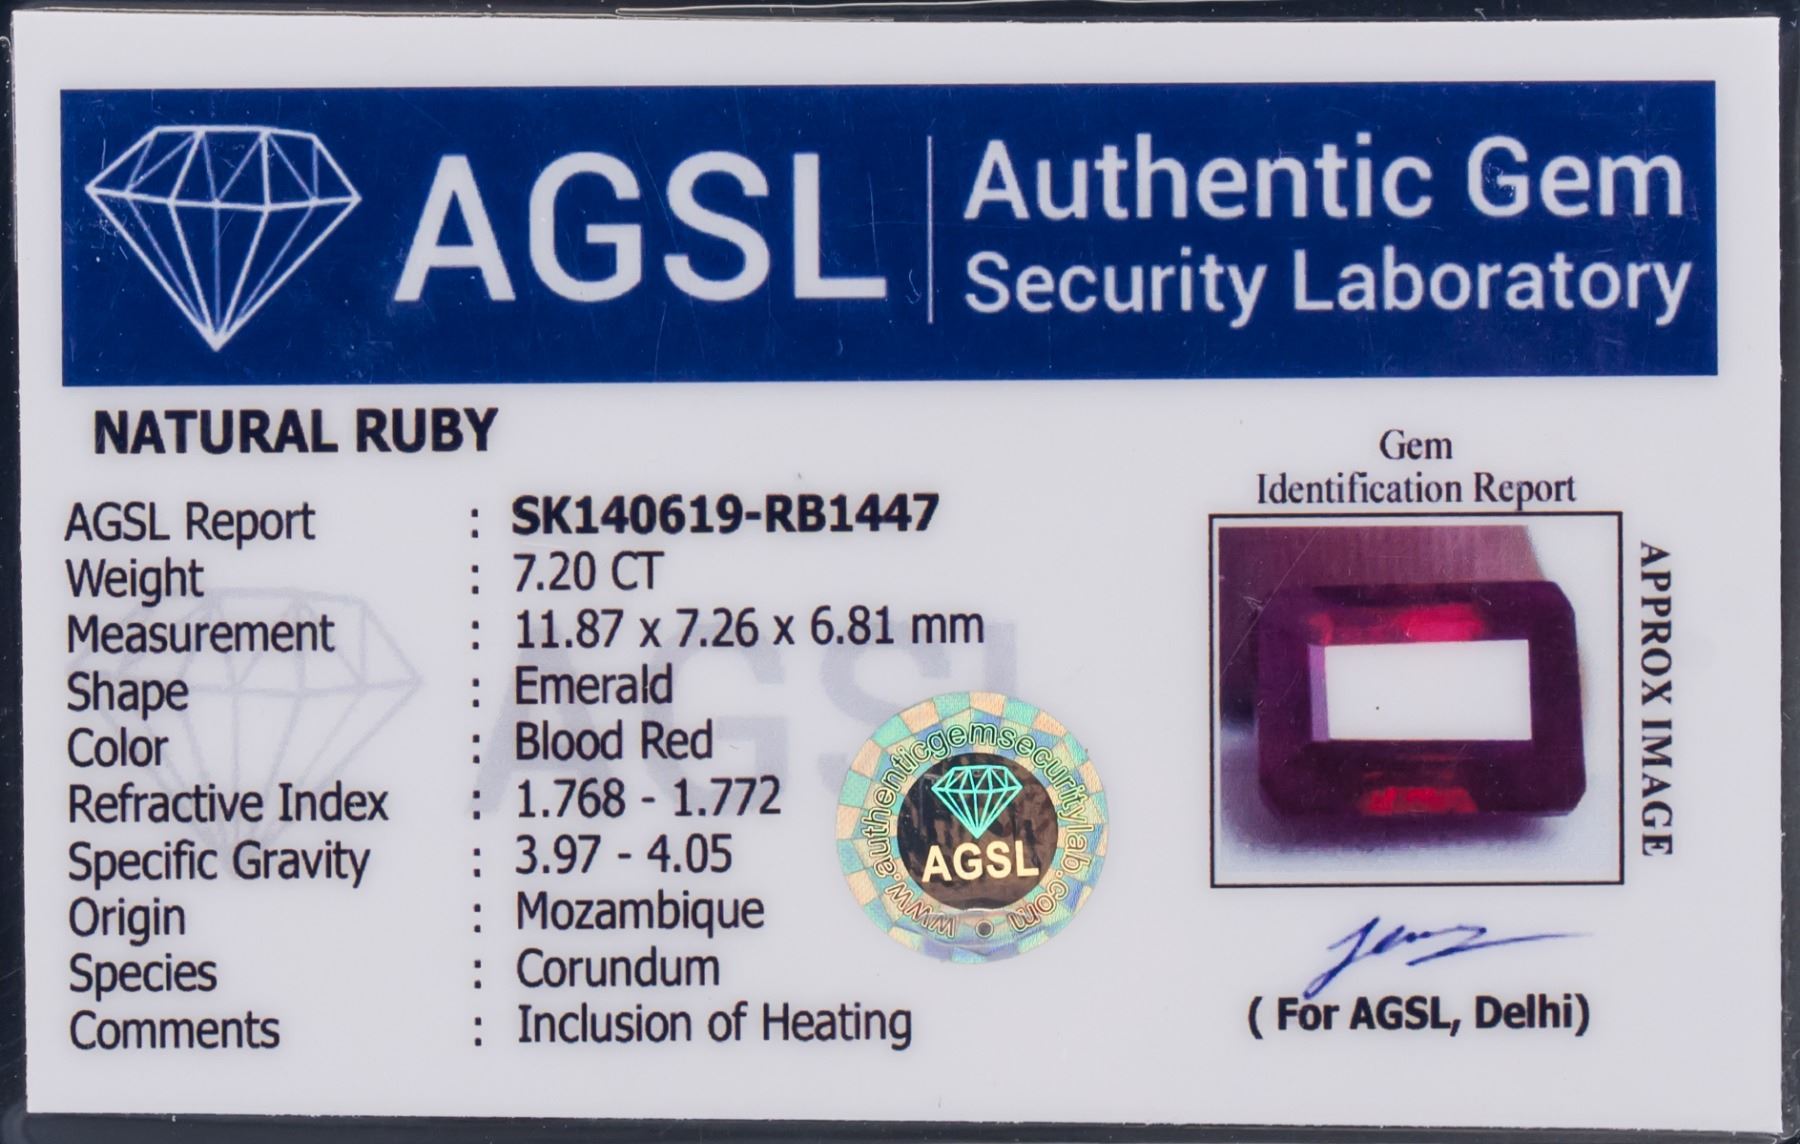 AGSL
Authentic Gem
Security Laboratory
NATURAL RUBY
AGSL Report : SK140619-RB1447
Weight : 7.20 CT
Measurement : 11.87 x 7.26 x 6.81 mm
Shape : Emerald
Color : Blood Red
Refractive Index : 1.768 - 1.772
Specific Gravity : 3.97 - 4.05
Origin : Mozambique
Species : Corundum
Comments : Inclusion of Heating
AGSL
www.authenticgemsecuritylab.com
AGSL
Gem
Identification Report
APPROX IMAGE
( For AGSL, Delhi)